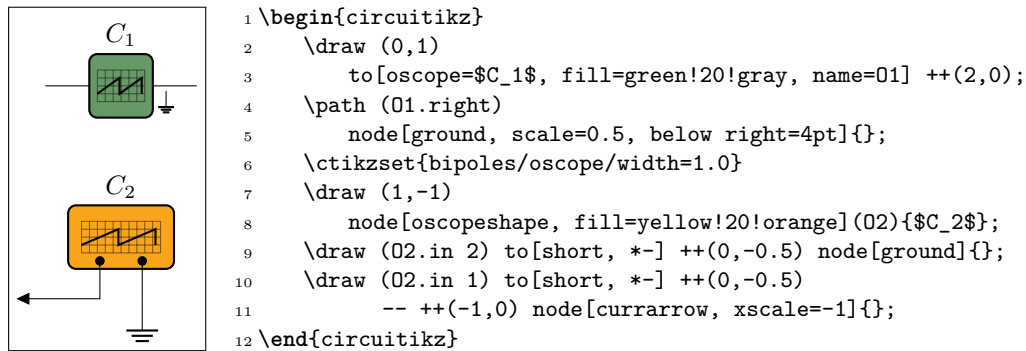 C₁
C₂
1 \begin{circuitikz}
2 \draw (0,1)
3 to[oscope=$C_1$, fill=green!20!gray, name=O1] ++(2,0);
4 \path (O1.right)
5 node[ground, scale=0.5, below right=4pt]{};
6 \ctikzset{bipoles/oscope/width=1.0}
7 \draw (1,-1)
8 node[oscopeshape, fill=yellow!20!orange](O2){$C_2$};
9 \draw (O2.in 2) to[short, *-] ++(0,-0.5) node[ground]{};
10 \draw (O2.in 1) to[short, *-] ++(0,-0.5)
11 -- ++(-1,0) node[currarrow, xscale=-1]{};
12 \end{circuitikz}